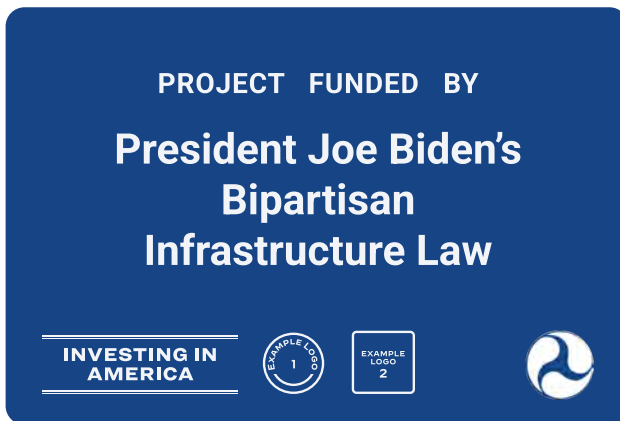 PROJECT FUNDED BY
President Joe Biden’s
Bipartisan
Infrastructure Law
INVESTING IN
AMERICA
EXAMPLE LOGO
1
EXAMPLE
LOGO
2